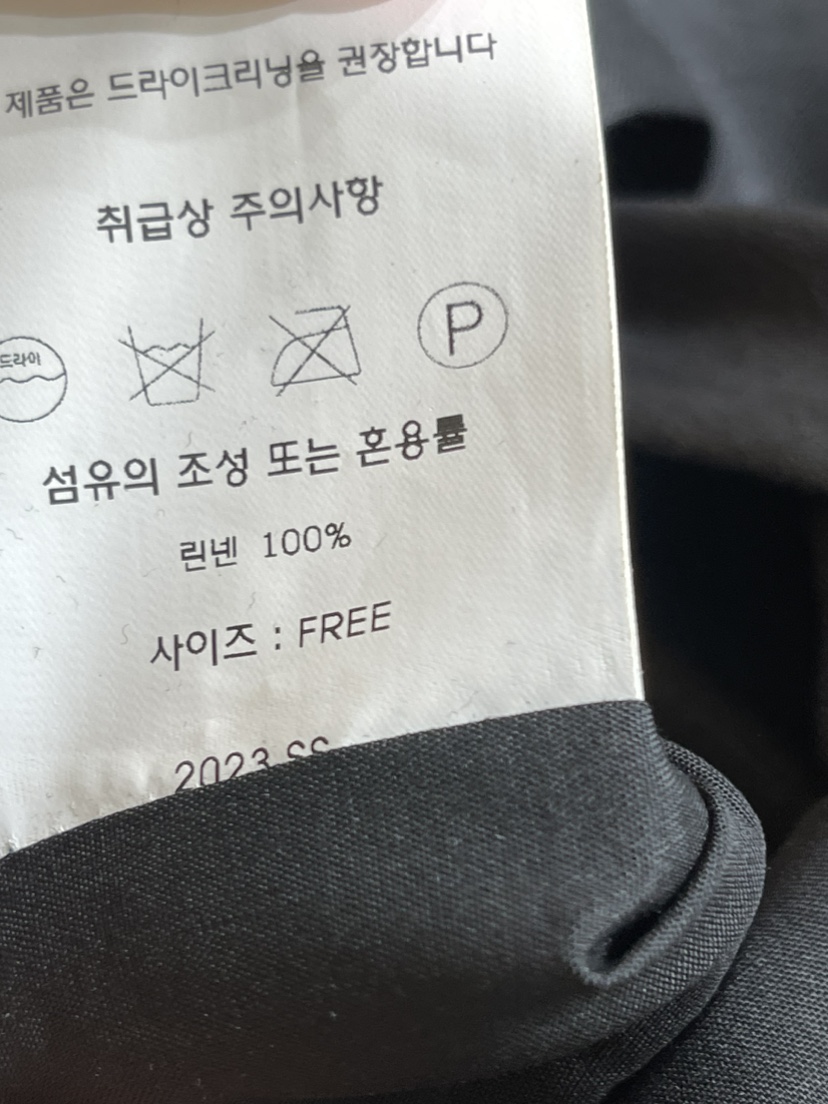 제품은 드라이크리닝을 권장합니다
취급상 주의사항
드라이 P
섬유의 조성 또는 혼용률
린넨 100%
사이즈 : FREE
2023 SS